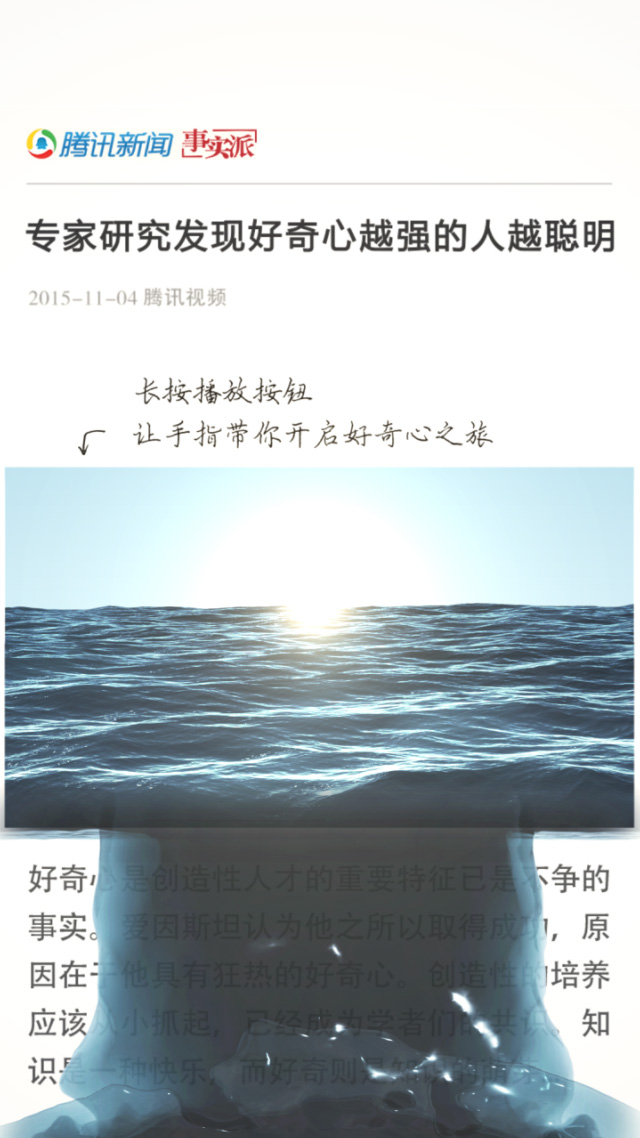 腾讯新闻 事实派
专家研究发现好奇心越强的人越聪明
2015-11-04 腾讯视频
长按播放按钮
让手指带你开启好奇心之旅
好奇心是创造性人才的重要特征已是不争的
事实。爱因斯坦认为他之所以取得成功，原
因在于他具有狂热的好奇心。创造性的培养
应该从小抓起，已经成为学者们的共识。知
识是一种快乐，而好奇则是知识的萌芽。